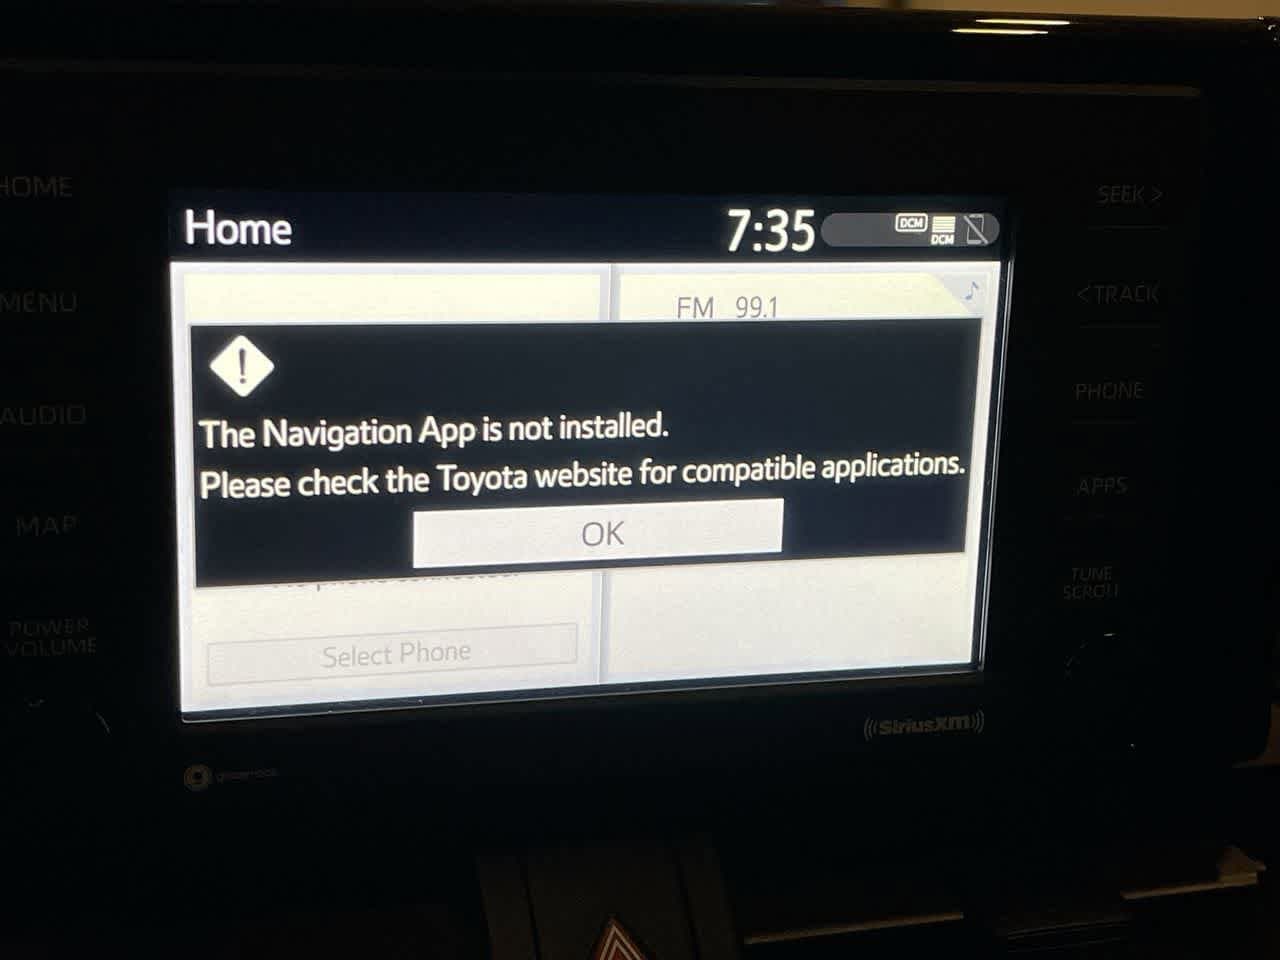 HOME
MENU
AUDIO
MAP
POWER
VOLUME
Home
7:35
DCM
DCM
FM 99.1
!
The Navigation App is not installed.
Please check the Toyota website for compatible applications.
OK
Select Phone
SEEK >
< TRACK
PHONE
APPS
TUNE
SCROLL
((SiriusXM))